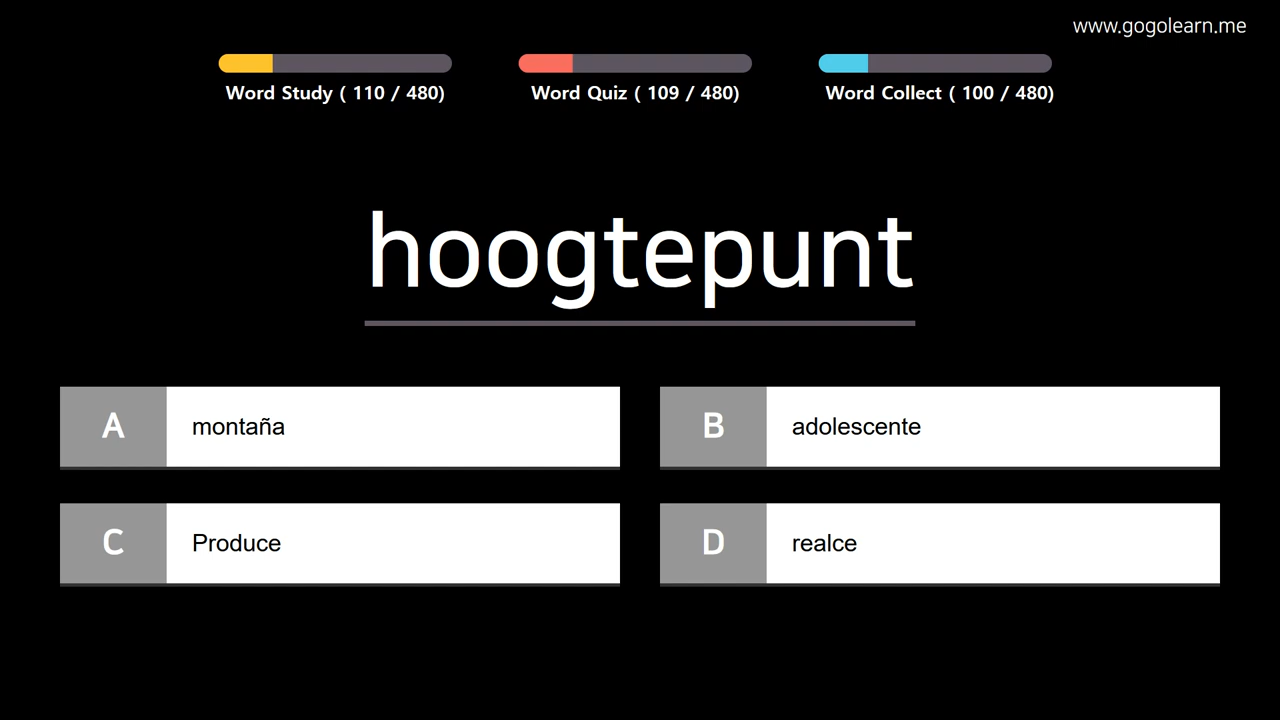 www.gogolearn.me
Word Study ( 110 / 480)
Word Quiz ( 109 / 480)
Word Collect ( 100 / 480)
hoogtepunt
A montaña
B adolescente
C Produce
D realce